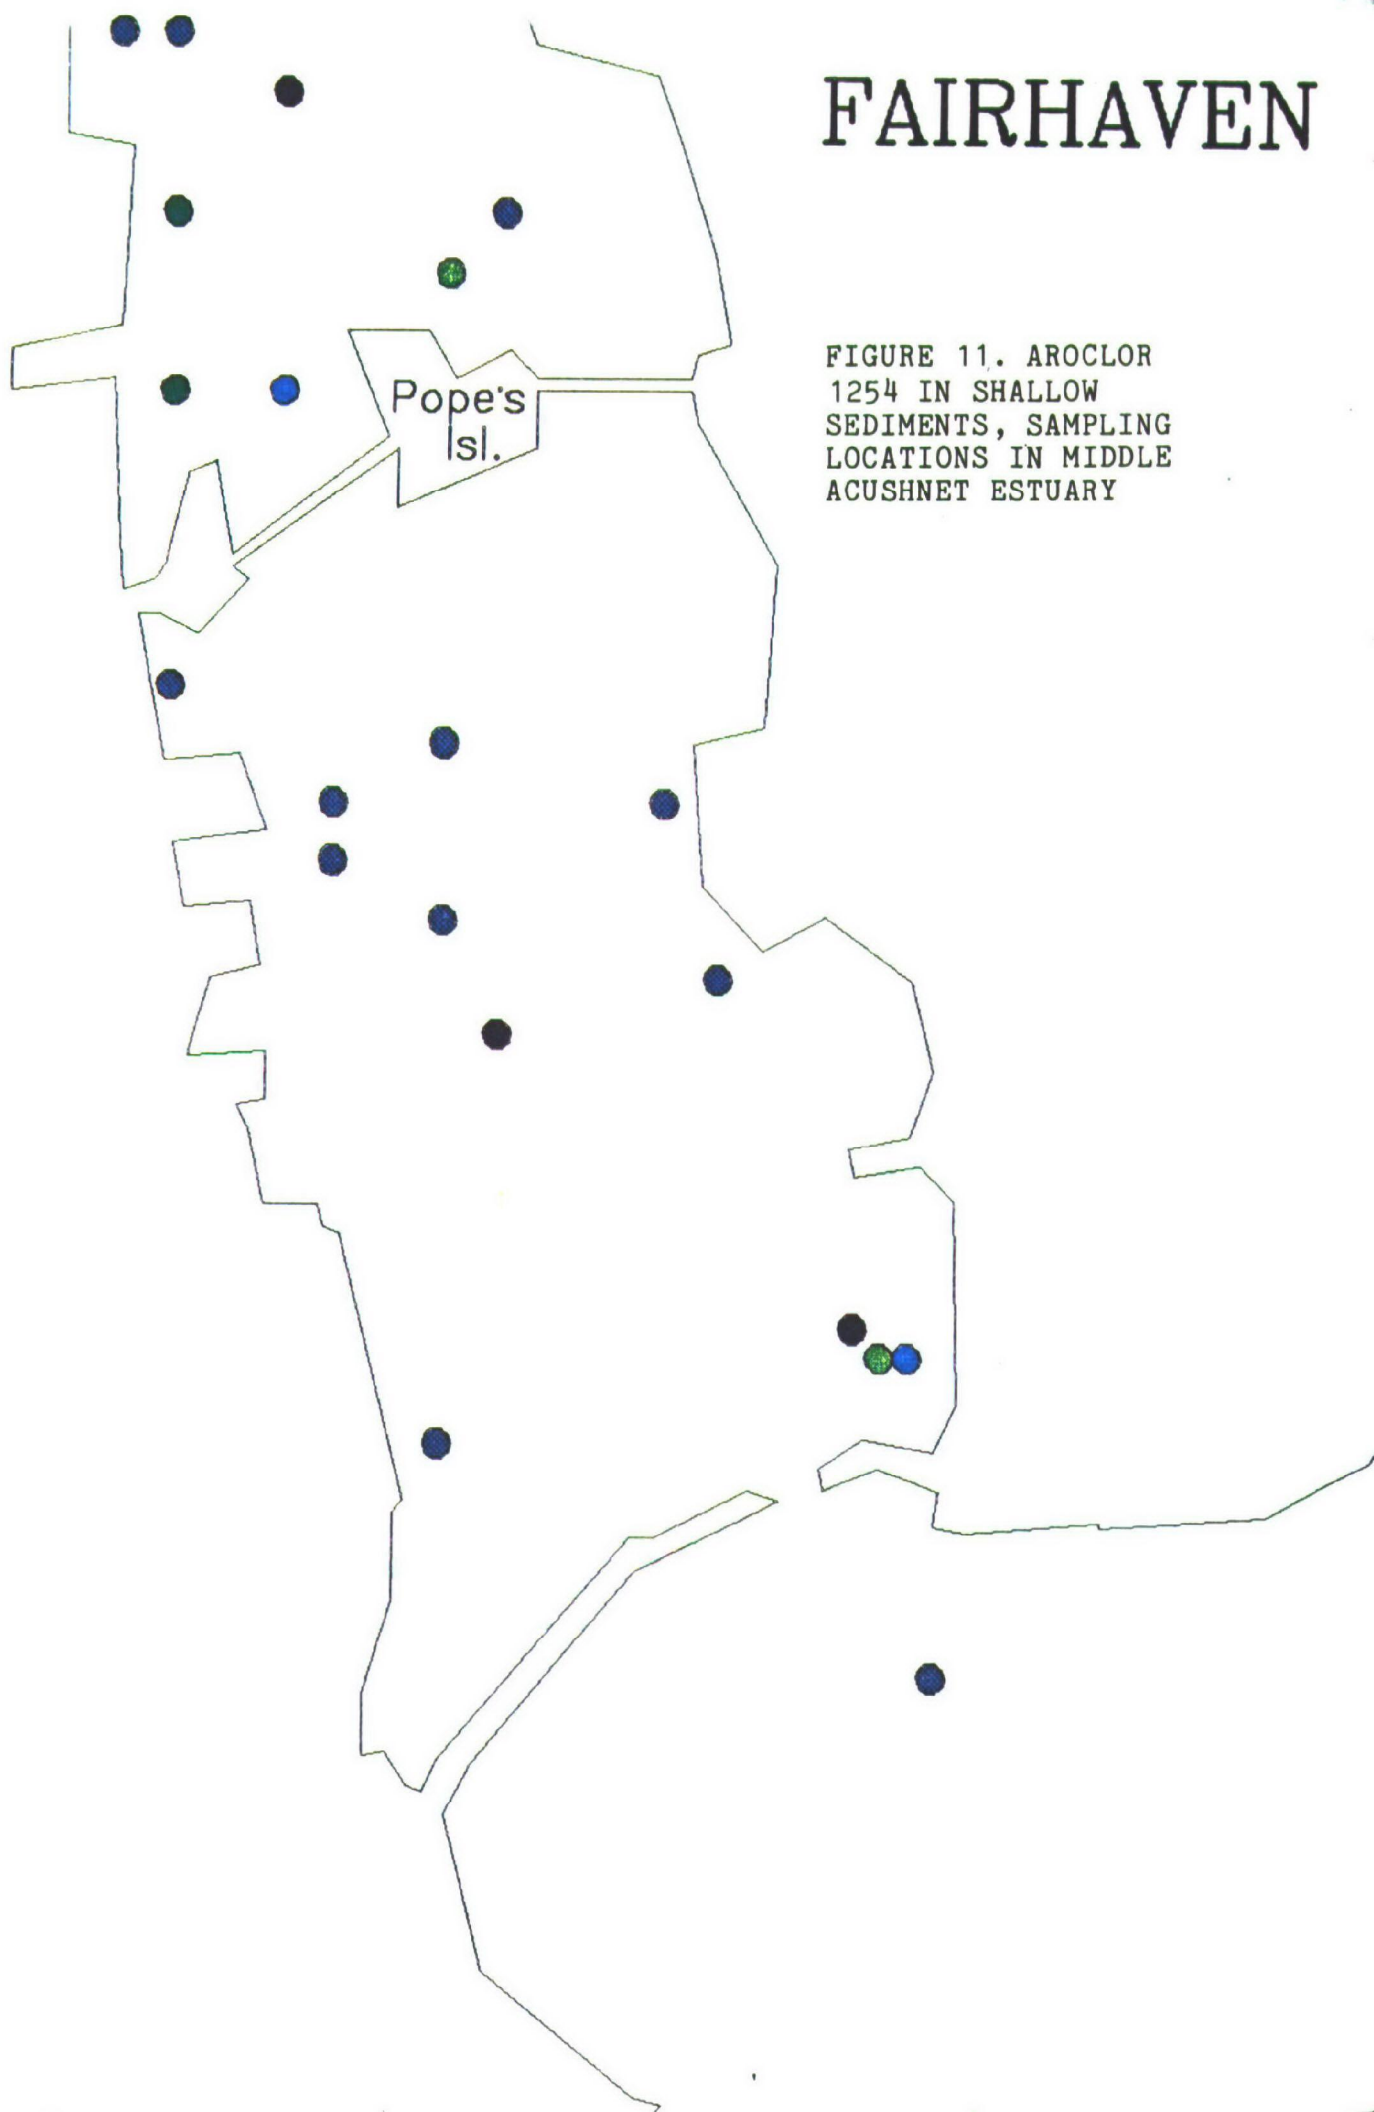 FAIRHAVEN
FIGURE 11. AROCLOR
1254 IN SHALLOW
SEDIMENTS, SAMPLING
LOCATIONS IN MIDDLE
ACUSHNET ESTUARY
Pope's
Isl.